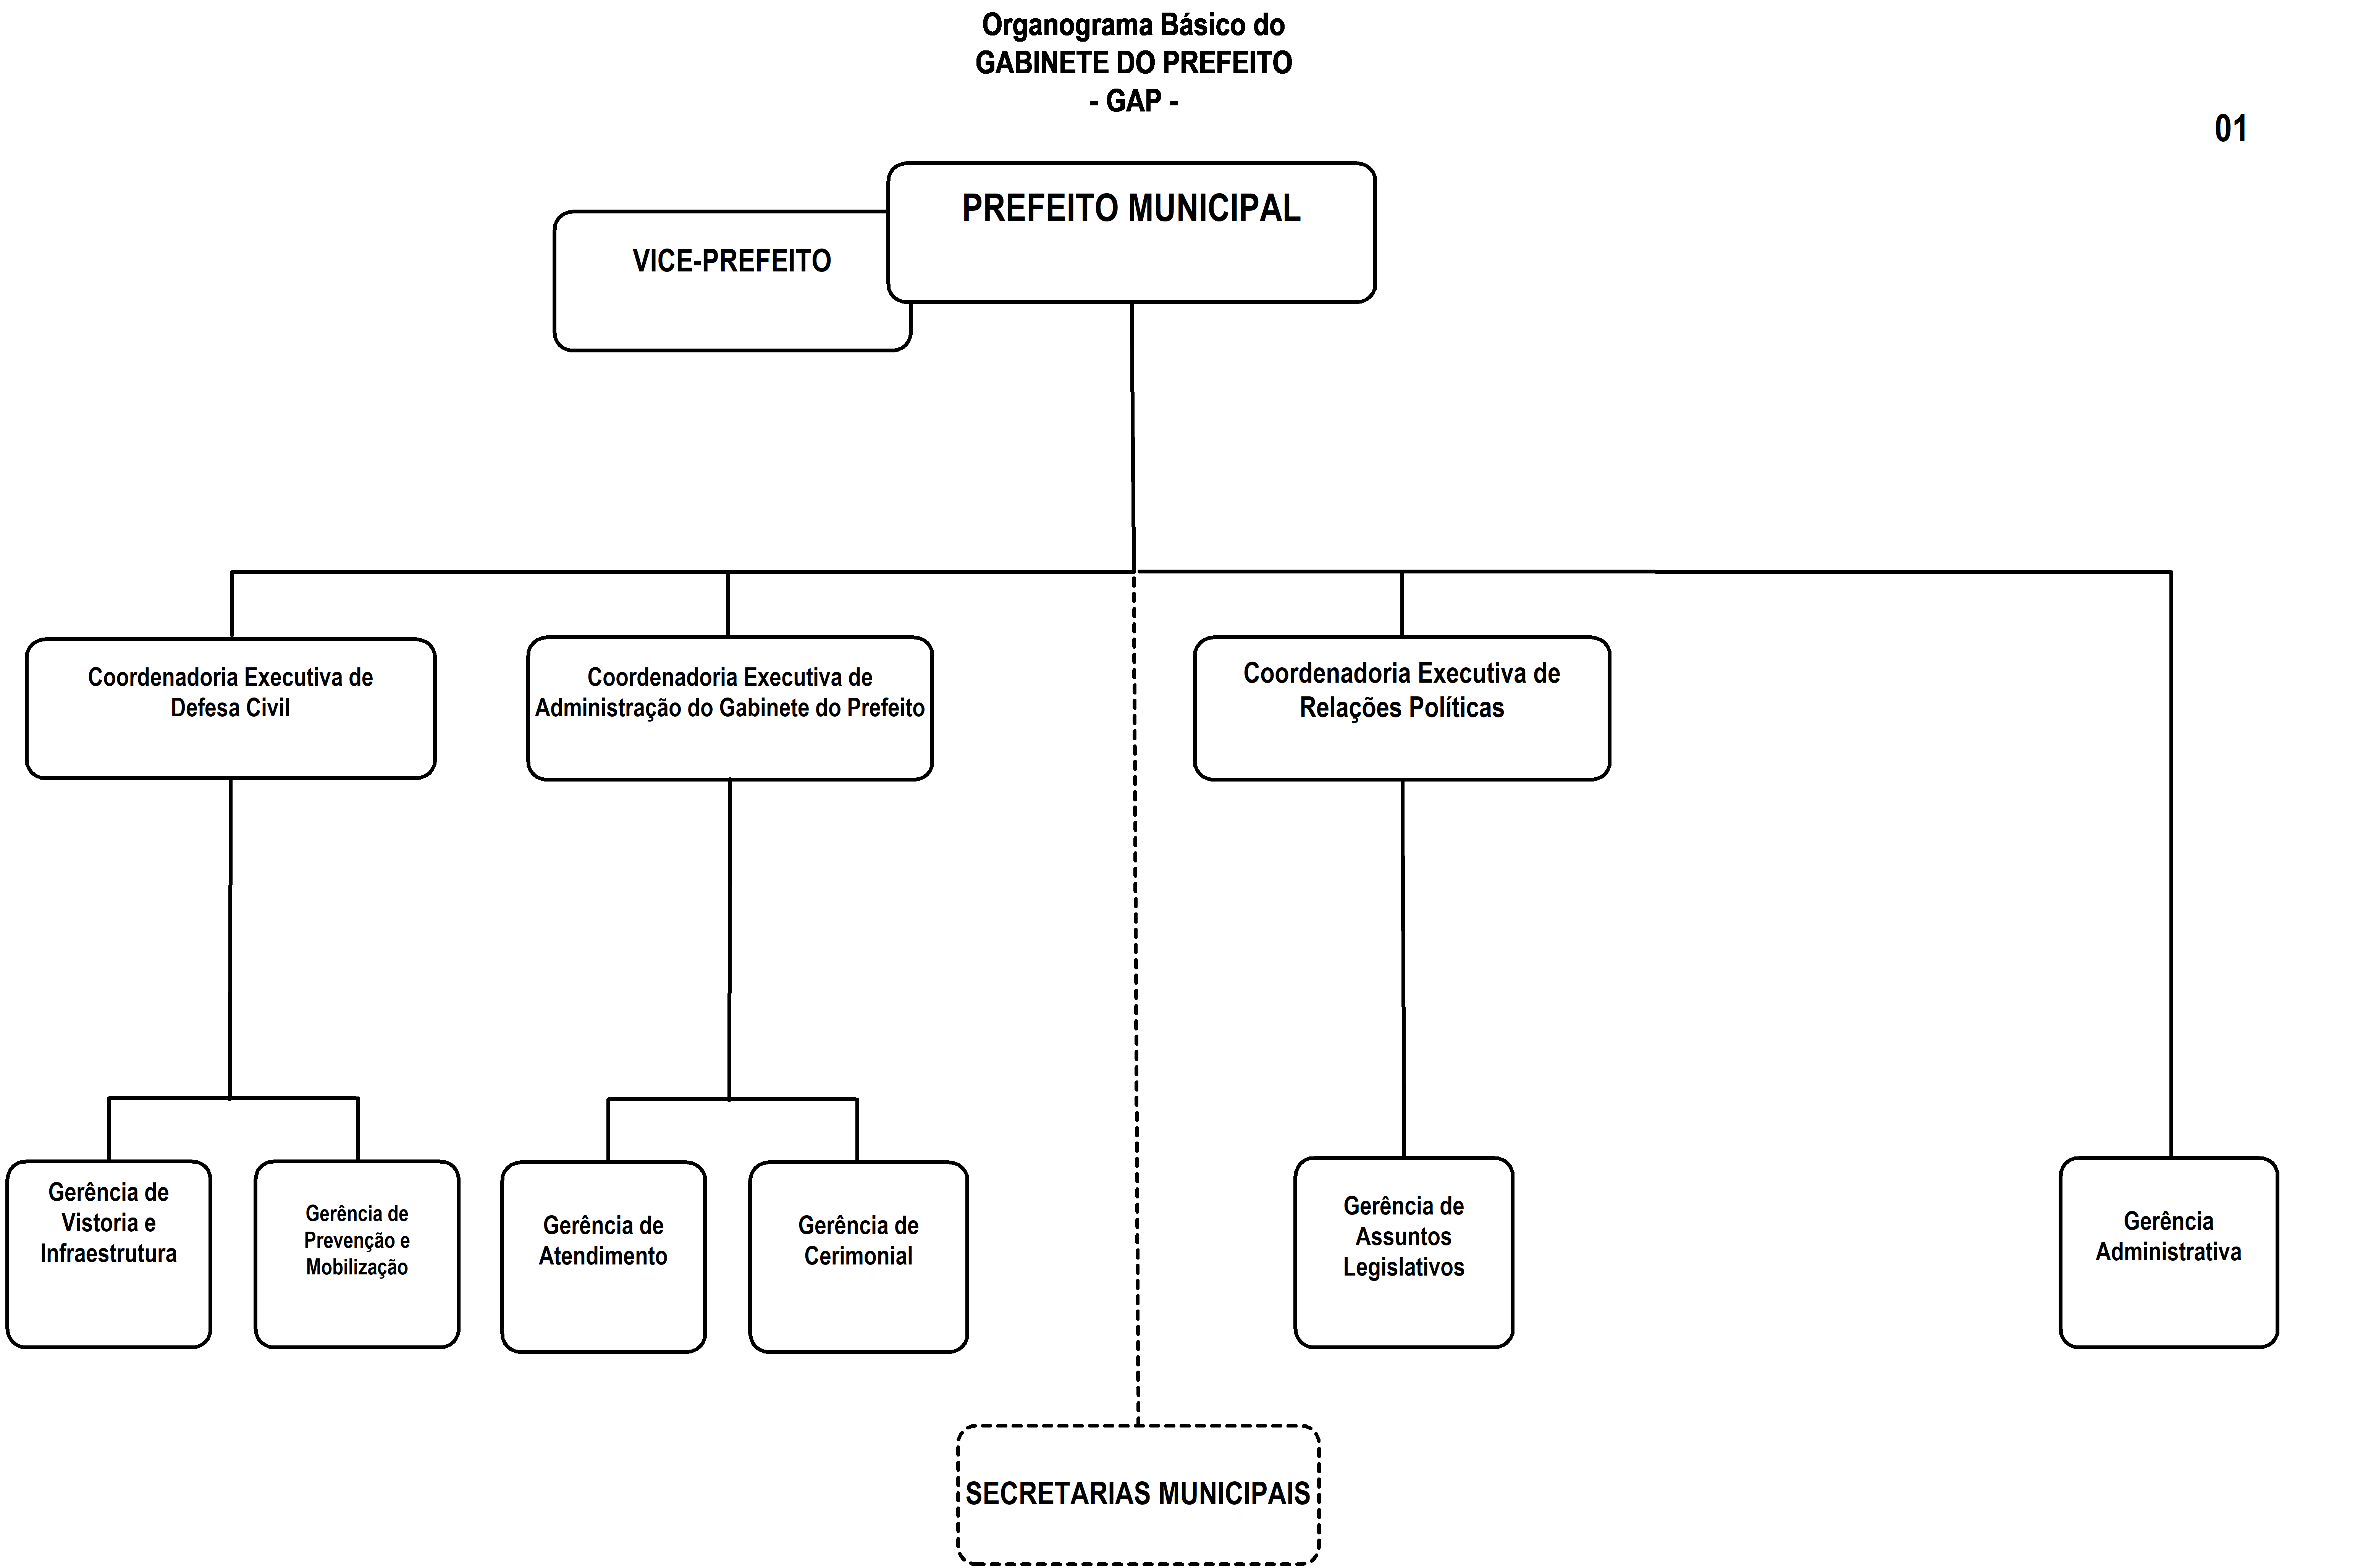 Organograma Básico do
GABINETE DO PREFEITO
- GAP -
01
PREFEITO MUNICIPAL
VICE-PREFEITO
Coordenadoria Executiva de
Defesa Civil
Coordenadoria Executiva de
Administração do Gabinete do Prefeito
Coordenadoria Executiva de
Relações Políticas
Gerência de
Vistoria e
Infraestrutura
Gerência de
Prevenção e
Mobilização
Gerência de
Atendimento
Gerência de
Cerimonial
Gerência de
Assuntos
Legislativos
Gerência
Administrativa
SECRETARIAS MUNICIPAIS